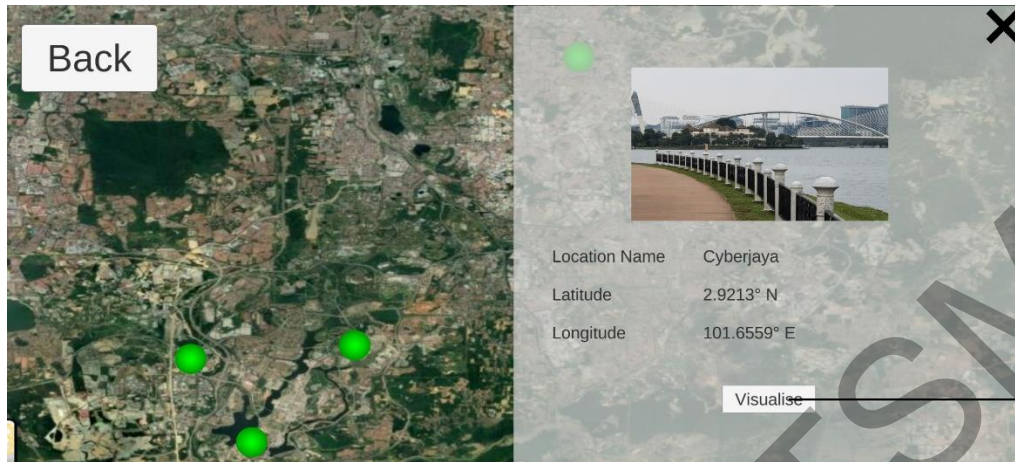 Back
Location Name Cyberjaya
Latitude 2.9213° N
Longitude 101.6559° E
Visualise